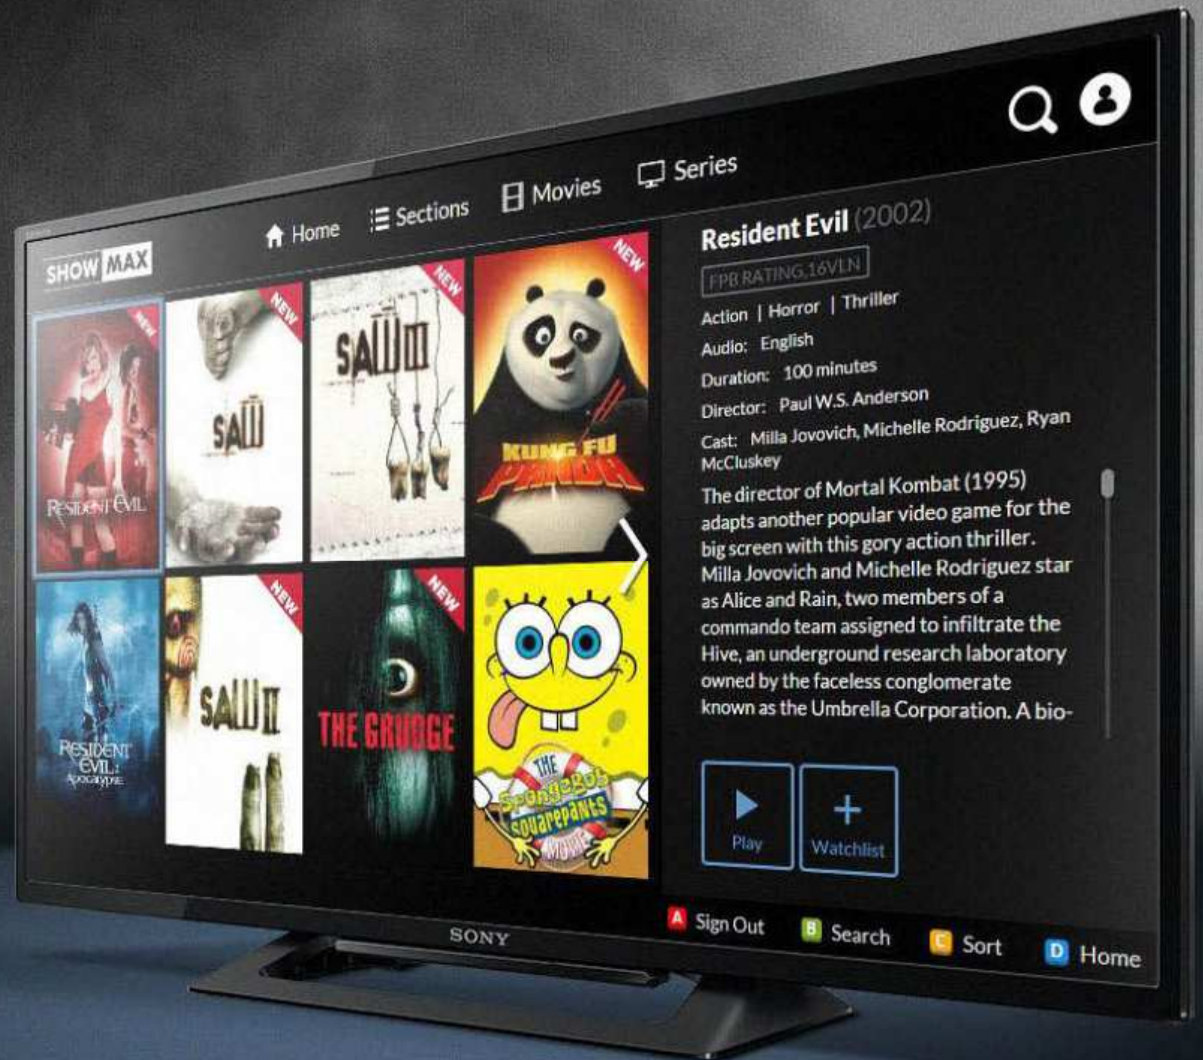 Home
Sections
Movies
Series
SHOW MAX
NEW
NEW
NEW
NEW
RESIDENT EVIL
SAW
SAW III
KUNG FU
PANDA
NEW
NEW
RESIDENT
EVIL:
APOCALYPSE
SAW II
THE GRUDGE
THE
SpongeBob
SQUAREPANTS
MOVIE
Resident Evil (2002)
FPB RATING,16VLN
Action | Horror | Thriller
Audio: English
Duration: 100 minutes
Director: Paul W.S. Anderson
Cast: Milla Jovovich, Michelle Rodriguez, Ryan
McCluskey
The director of Mortal Kombat (1995)
adapts another popular video game for the
big screen with this gory action thriller.
Milla Jovovich and Michelle Rodriguez star
as Alice and Rain, two members of a
commando team assigned to infiltrate the
Hive, an underground research laboratory
owned by the faceless conglomerate
known as the Umbrella Corporation. A bio-
Play
Watchlist
A Sign Out
B Search
C Sort
D Home
SONY